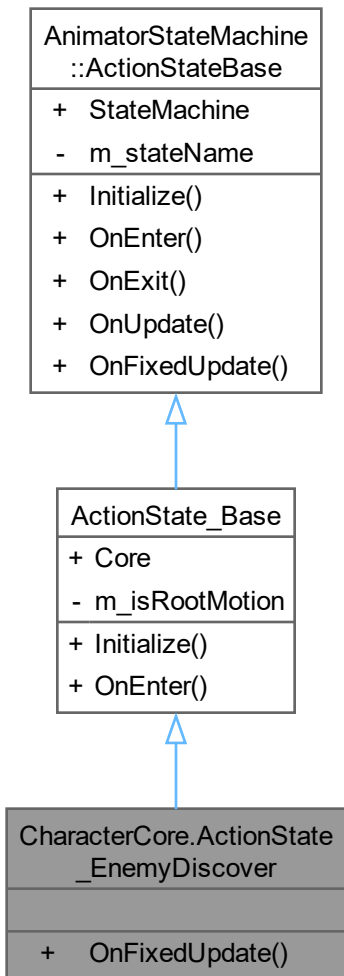 AnimatorStateMachine
::ActionStateBase
+ StateMachine
- m_stateName
+ Initialize()
+ OnEnter()
+ OnExit()
+ OnUpdate()
+ OnFixedUpdate()
ActionState_Base
+ Core
- m_isRootMotion
+ Initialize()
+ OnEnter()
CharacterCore.ActionState
_EnemyDiscover
+ OnFixedUpdate()